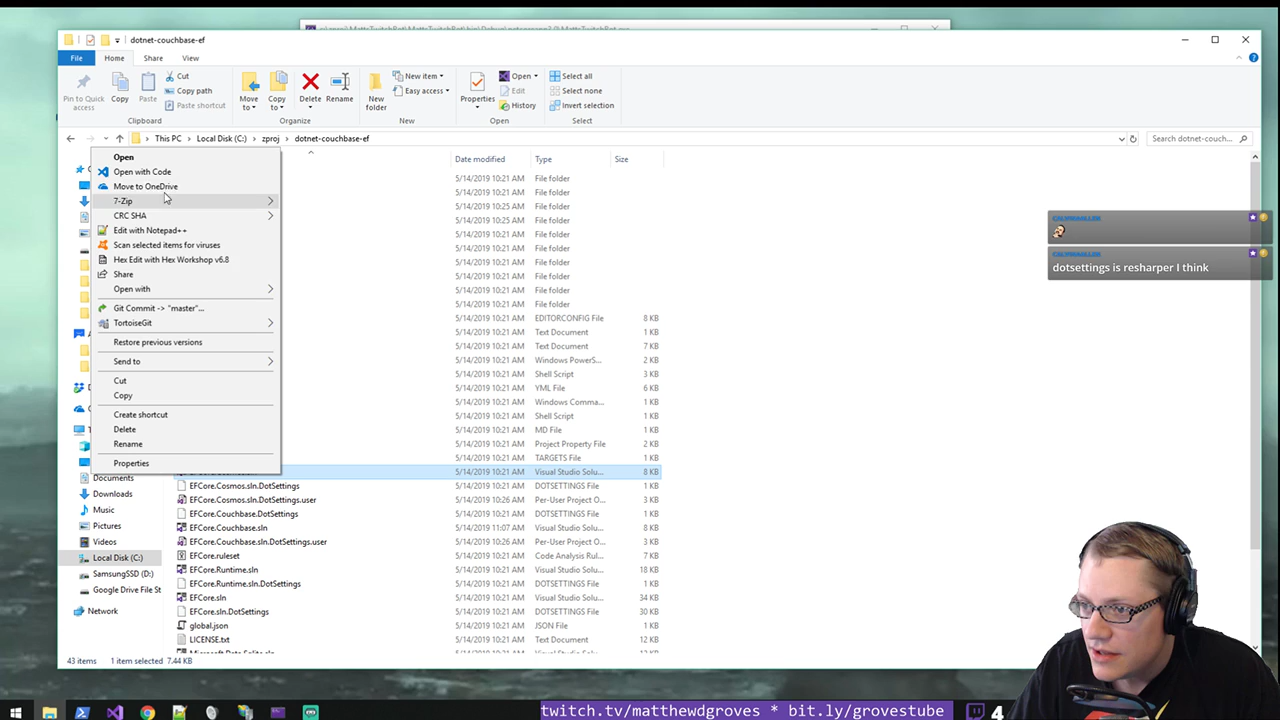 dotnet-couchbase-ef
File
Home
Share
View
Pin to Quick access
Copy
Paste
Cut
Copy path
Paste shortcut
Clipboard
Move to
Copy to
Delete
Rename
Organize
New folder
New item
Easy access
New
Properties
Open
Edit
History
Open
Select all
Select none
Invert selection
Select
This PC
Local Disk (C:)
zproj
dotnet-couchbase-ef
Search dotnet-couch...
Open
Open with Code
Move to OneDrive
7-Zip
CRC SHA
Edit with Notepad++
Scan selected items for viruses
Hex Edit with Hex Workshop v6.8
Share
Open with
Git Commit -> "master"...
TortoiseGit
Restore previous versions
Send to
Cut
Copy
Create shortcut
Delete
Rename
Properties
Date modified Type Size
5/14/2019 10:21 AM File folder
5/14/2019 10:21 AM File folder
5/14/2019 10:25 AM File folder
5/14/2019 10:25 AM File folder
5/14/2019 10:21 AM File folder
5/14/2019 10:21 AM File folder
5/14/2019 10:21 AM File folder
5/14/2019 10:21 AM File folder
5/14/2019 10:21 AM File folder
5/14/2019 10:21 AM File folder
5/14/2019 10:21 AM EDITORCONFIG File 8 KB
5/14/2019 10:21 AM Text Document 3 KB
5/14/2019 10:21 AM Text Document 7 KB
5/14/2019 10:21 AM Windows PowerS... 1 KB
5/14/2019 10:21 AM Shell Script 1 KB
5/14/2019 10:21 AM YML File 6 KB
5/14/2019 10:21 AM Windows Comma... 1 KB
5/14/2019 10:21 AM Shell Script 1 KB
5/14/2019 10:21 AM MD File 1 KB
5/14/2019 10:21 AM Project Property File 1 KB
5/14/2019 10:21 AM TARGETS File 1 KB
5/14/2019 10:21 AM Visual Studio Solu... 8 KB
EFCore.Cosmos.sln.DotSettings 5/14/2019 10:21 AM DOTSETTINGS File 1 KB
EFCore.Cosmos.sln.DotSettings.user 5/14/2019 10:26 AM Per-User Project O... 3 KB
EFCore.Couchbase.sln.DotSettings 5/14/2019 10:21 AM DOTSETTINGS File 1 KB
EFCore.Couchbase.sln 5/14/2019 11:07 AM Visual Studio Solu... 8 KB
EFCore.Couchbase.sln.DotSettings.user 5/14/2019 10:26 AM Per-User Project O... 3 KB
EFCore.ruleset 5/14/2019 10:21 AM Code Analysis Rul... 7 KB
EFCore.Runtime.sln 5/14/2019 10:21 AM Visual Studio Solu... 18 KB
EFCore.Runtime.sln.DotSettings 5/14/2019 10:21 AM DOTSETTINGS File 1 KB
EFCore.sln 5/14/2019 10:21 AM Visual Studio Solu... 34 KB
EFCore.sln.DotSettings 5/14/2019 10:21 AM DOTSETTINGS File 30 KB
global.json 5/14/2019 10:21 AM JSON File 1 KB
LICENSE.txt 5/14/2019 10:21 AM Text Document 12 KB
Documents
Downloads
Music
Pictures
Videos
Local Disk (C:)
SamsungSSD (D:)
Google Drive File St
Network
43 items
1 item selected 7.44 KB
dotsettings is resharper I think
twitch.tv/matthewdgroves * bit.ly/grovestube
4